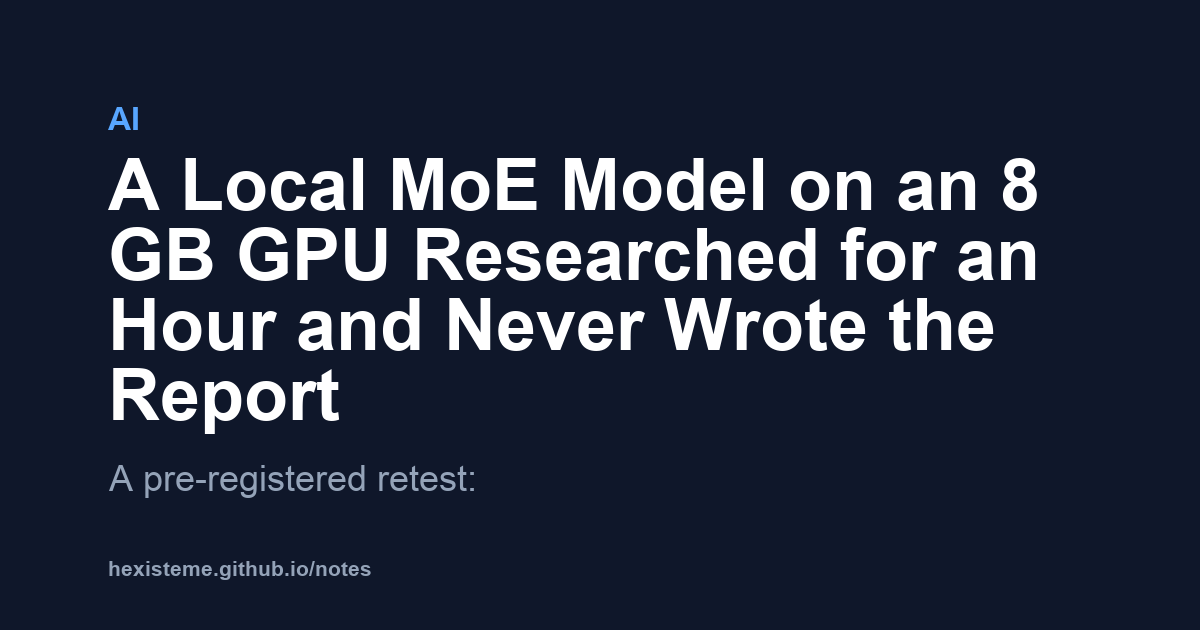 AI
A Local MoE Model on an 8
GB GPU Researched for an
Hour and Never Wrote the
Report
A pre-registered retest:
hexisteme.github.io/notes